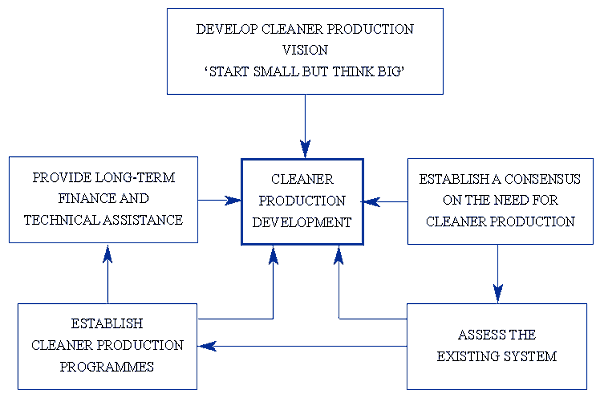 DEVELOP CLEANER PRODUCTION
VISION
‘START SMALL BUT THINK BIG’
PROVIDE LONG-TERM
FINANCE AND
TECHNICAL ASSISTANCE
CLEANER
PRODUCTION
DEVELOPMENT
ESTABLISH A CONSENSUS
ON THE NEED FOR
CLEANER PRODUCTION
ESTABLISH
CLEANER PRODUCTION
PROGRAMMES
ASSESS THE
EXISTING SYSTEM